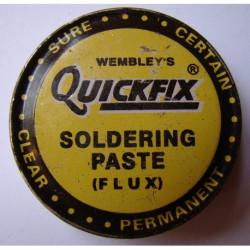 SURE • CERTAIN
WEMBLEY'S
QUICKFIX®
SOLDERING
PASTE
(FLUX)
CLEAR • PERMANENT